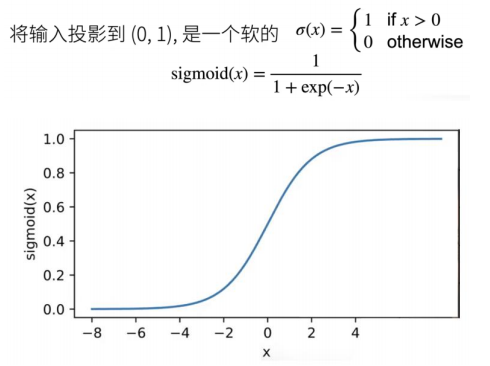 将输入投影到 (0, 1), 是一个软的 σ(x) = { 1 if x > 0
0 otherwise
sigmoid(x) = 1 / (1 + exp(−x))
1.0
0.8
0.6
0.4
0.2
0.0
sigmoid(x)
−8 −6 −4 −2 0 2 4
x